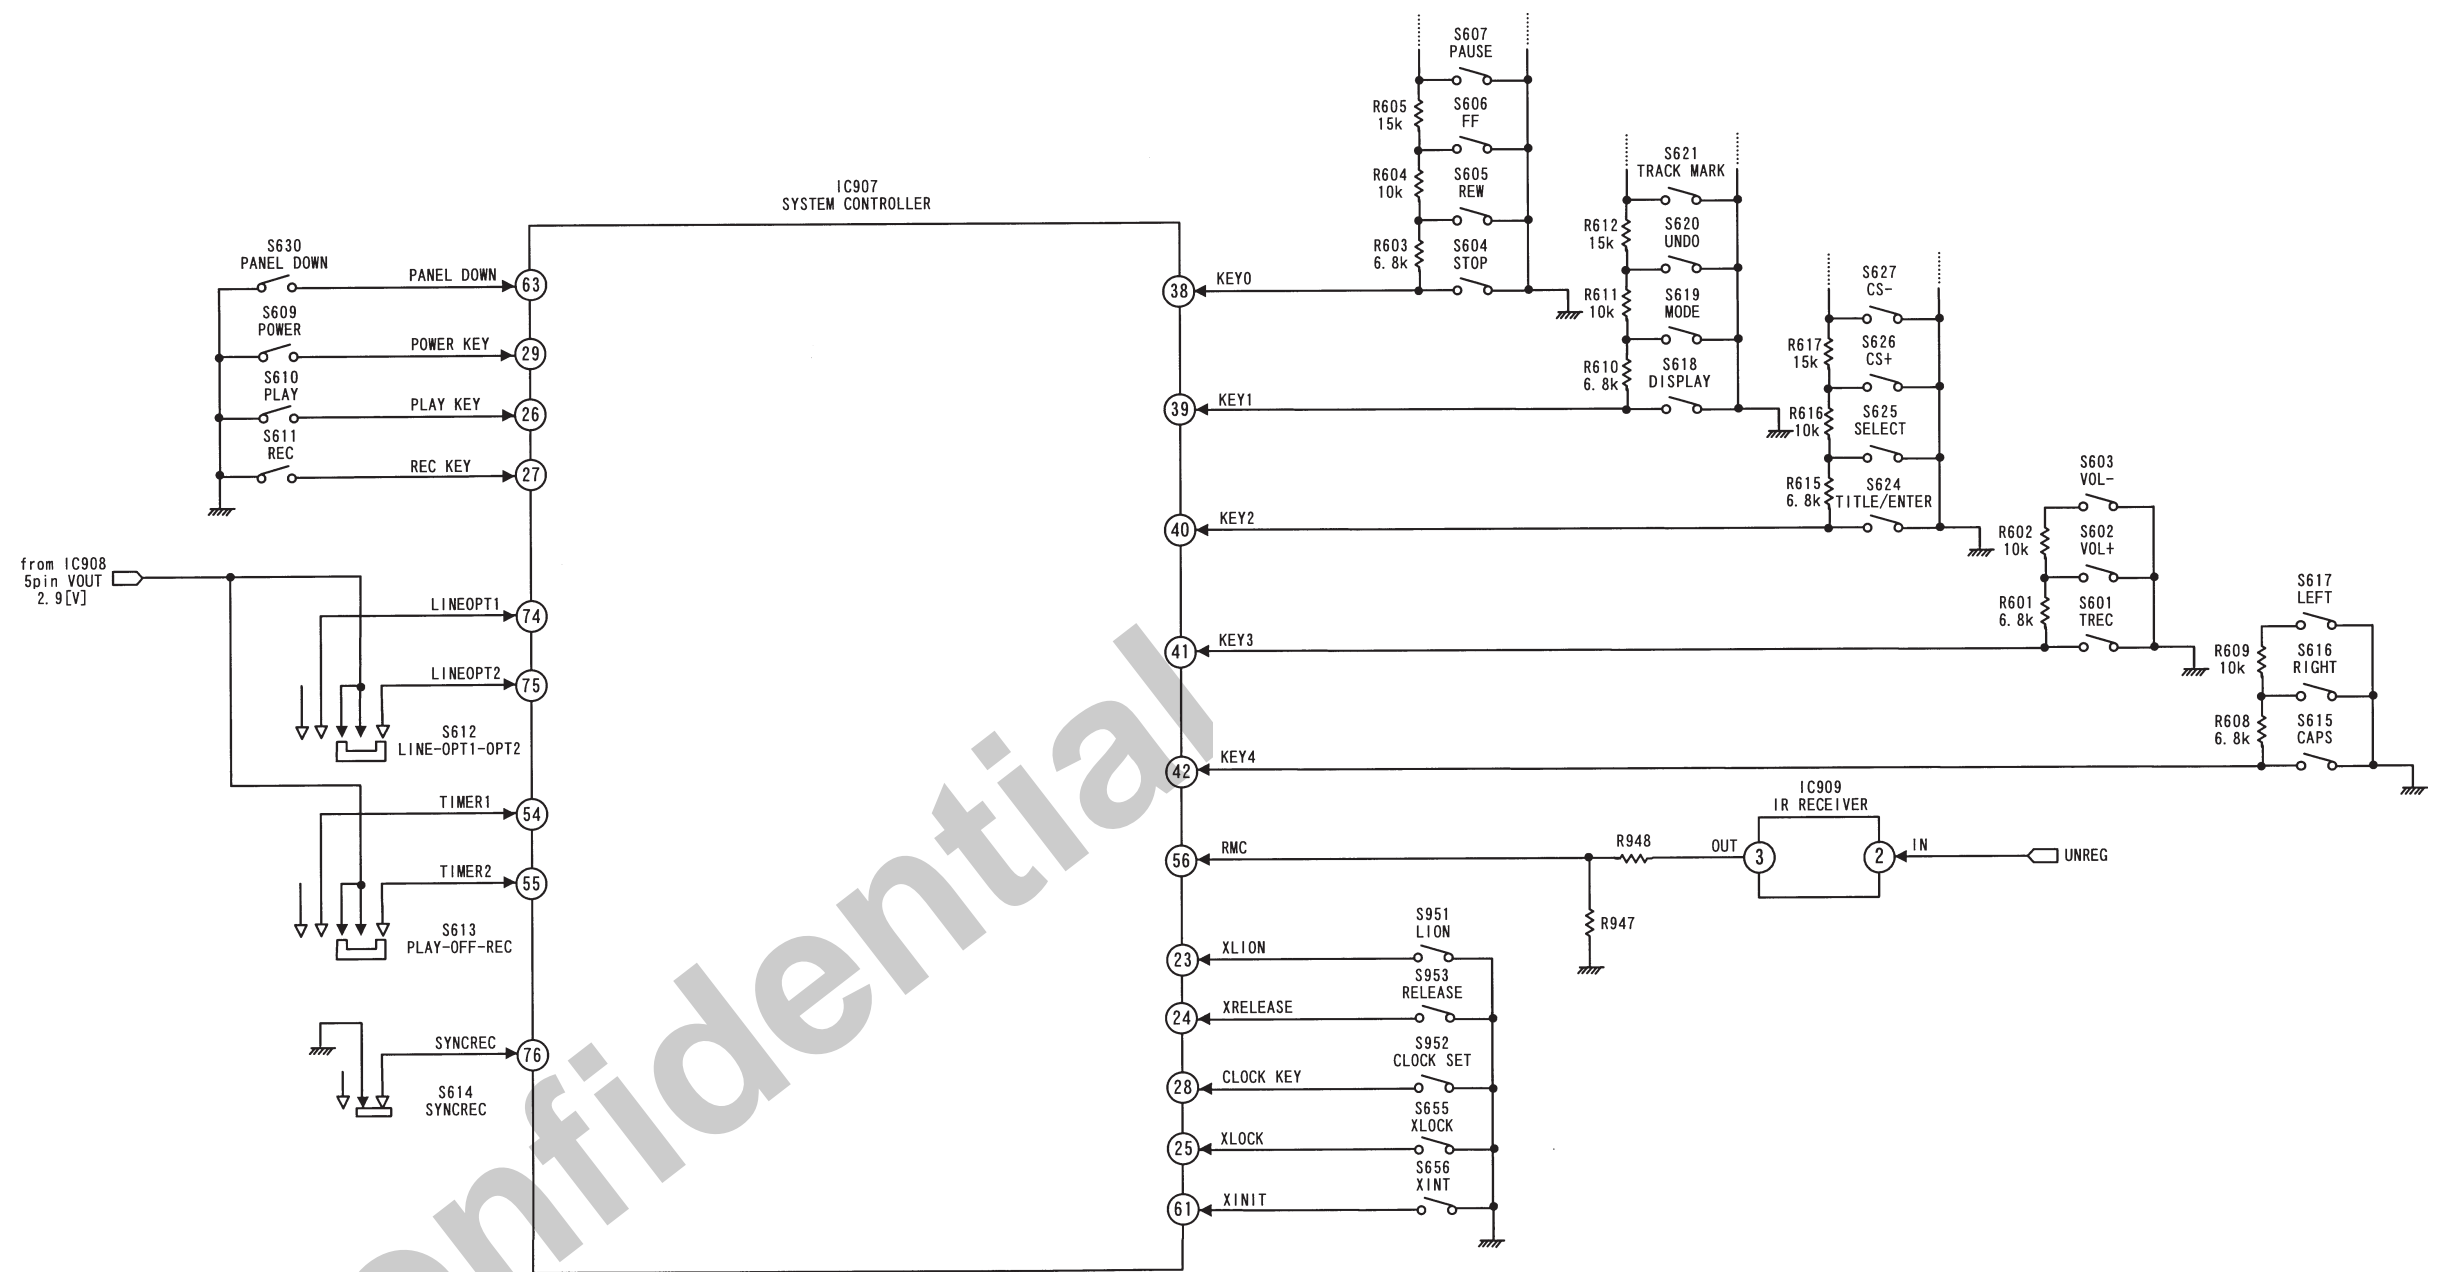 IC907
SYSTEM CONTROLLER
S630
PANEL DOWN
PANEL DOWN
63
S609
POWER
POWER KEY
29
S610
PLAY
PLAY KEY
26
S611
REC
REC KEY
27
from IC908
5pin VOUT
2.9[V]
LINEOPT1
74
LINEOPT2
75
S612
LINE-OPT1-OPT2
TIMER1
54
TIMER2
55
S613
PLAY-OFF-REC
SYNCREC
76
S614
SYNCREC
S607
PAUSE
R605
15k
S606
FF
R604
10k
S605
REW
R603
6.8k
S604
STOP
38
KEY0
S621
TRACK MARK
R612
15k
S620
UNDO
R611
10k
S619
MODE
R610
6.8k
S618
DISPLAY
39
KEY1
S627
CS-
R617
15k
S626
CS+
R616
10k
S625
SELECT
R615
6.8k
S624
TITLE/ENTER
40
KEY2
S603
VOL-
R602
10k
S602
VOL+
R601
6.8k
S601
TREC
41
KEY3
S617
LEFT
R609
10k
S616
RIGHT
R608
6.8k
S615
CAPS
42
KEY4
IC909
IR RECEIVER
56
RMC
R948
OUT
3
2
IN
UNREG
R947
S951
LION
23
XLION
S953
RELEASE
24
XRELEASE
S952
CLOCK SET
28
CLOCK KEY
S655
XLOCK
25
XLOCK
S656
XINT
61
XINIT
nfidential